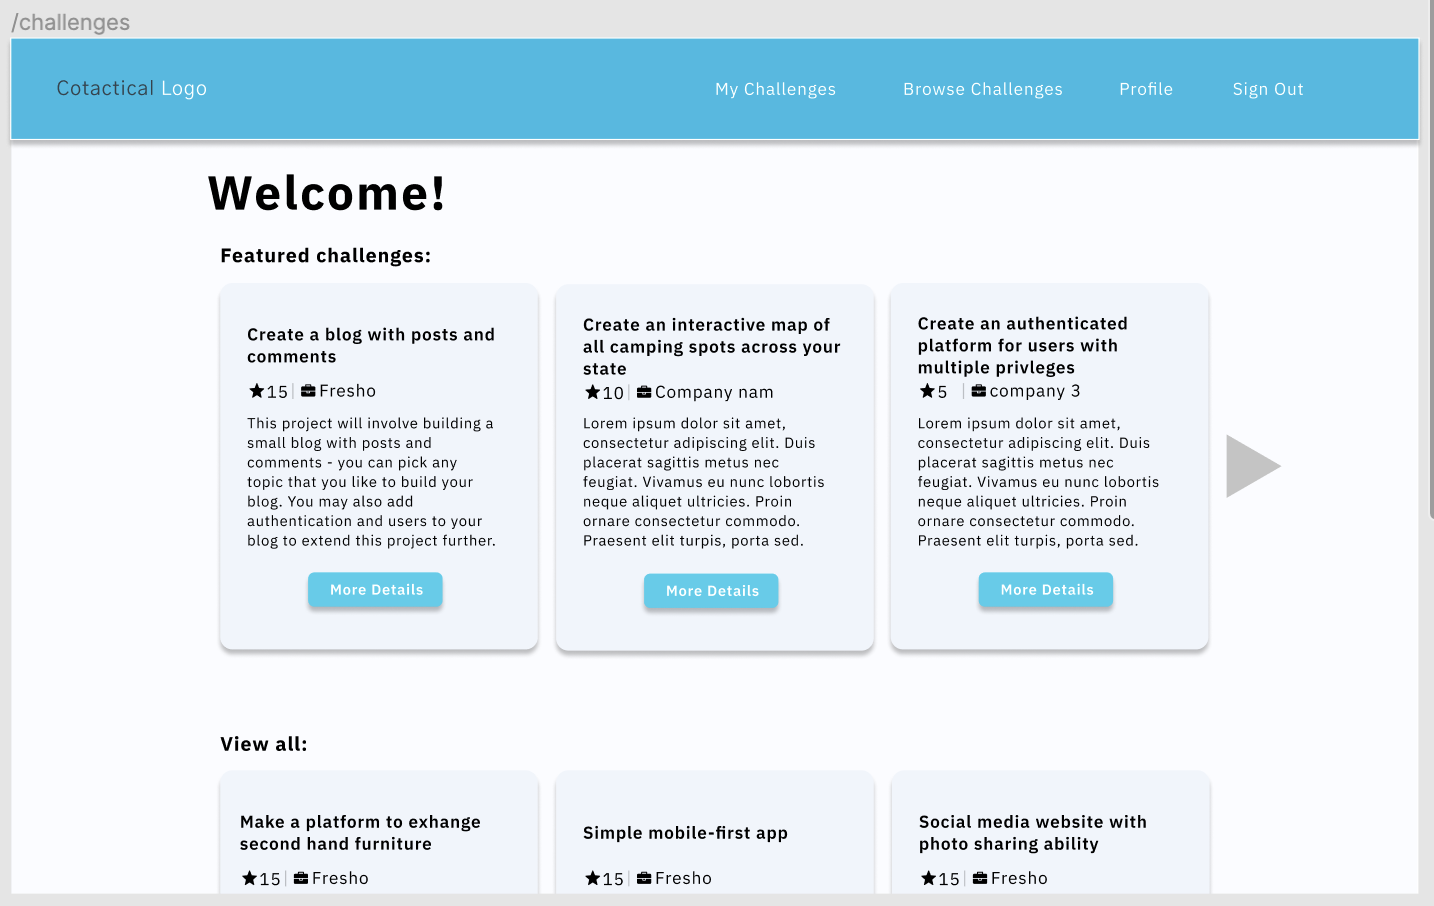 /challenges
Cotactical Logo
My Challenges
Browse Challenges
Profile
Sign Out
Welcome!
Featured challenges:
Create a blog with posts and
comments
15 Fresho
This project will involve building a
small blog with posts and
comments - you can pick any
topic that you like to build your
blog. You may also add
authentication and users to your
blog to extend this project further.
More Details
Create an interactive map of
all camping spots across your
state
10 Company nam
Lorem ipsum dolor sit amet,
consectetur adipiscing elit. Duis
placerat sagittis metus nec
feugiat. Vivamus eu nunc lobortis
neque aliquet ultricies. Proin
ornare consectetur commodo.
Praesent elit turpis, porta sed.
More Details
Create an authenticated
platform for users with
multiple privleges
5 company 3
Lorem ipsum dolor sit amet,
consectetur adipiscing elit. Duis
placerat sagittis metus nec
feugiat. Vivamus eu nunc lobortis
neque aliquet ultricies. Proin
ornare consectetur commodo.
Praesent elit turpis, porta sed.
More Details
View all:
Make a platform to exhange
second hand furniture
15 Fresho
Simple mobile-first app
15 Fresho
Social media website with
photo sharing ability
15 Fresho